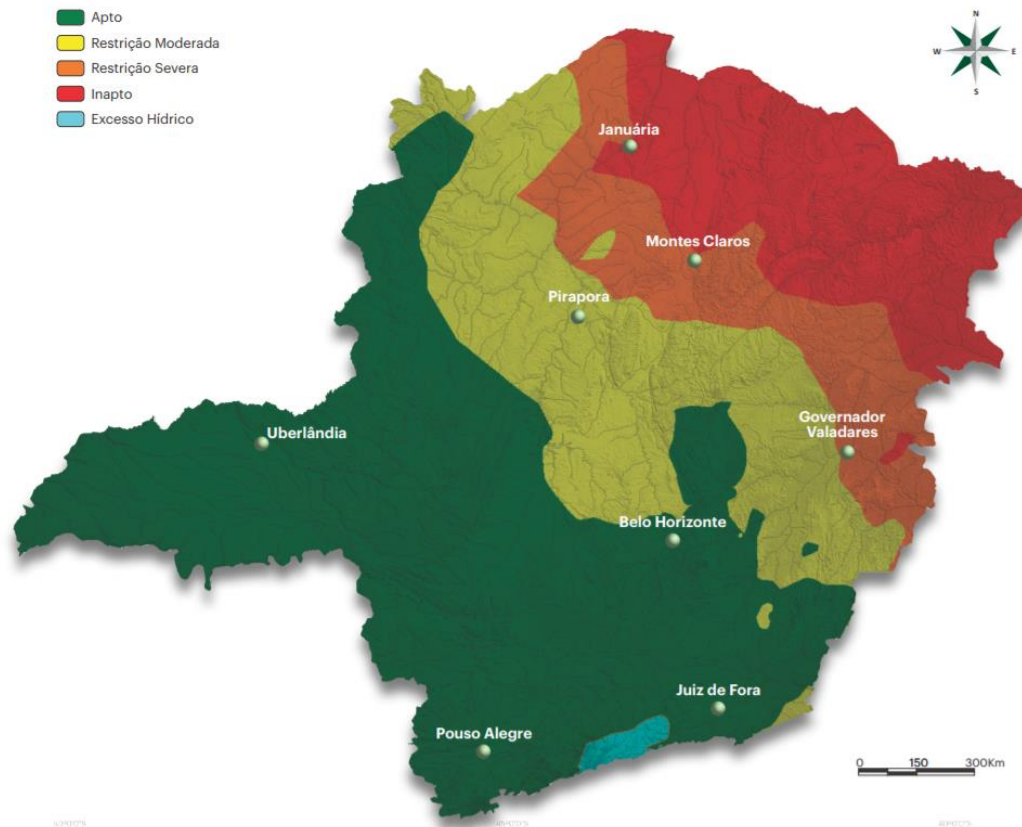 Apto
Restrição Moderada
Restrição Severa
Inapto
Excesso Hídrico
N
W
E
S
Januária
Montes Claros
Pirapora
Uberlândia
Governador
Valadares
Belo Horizonte
Juiz de Fora
Pouso Alegre
0
150
300Km